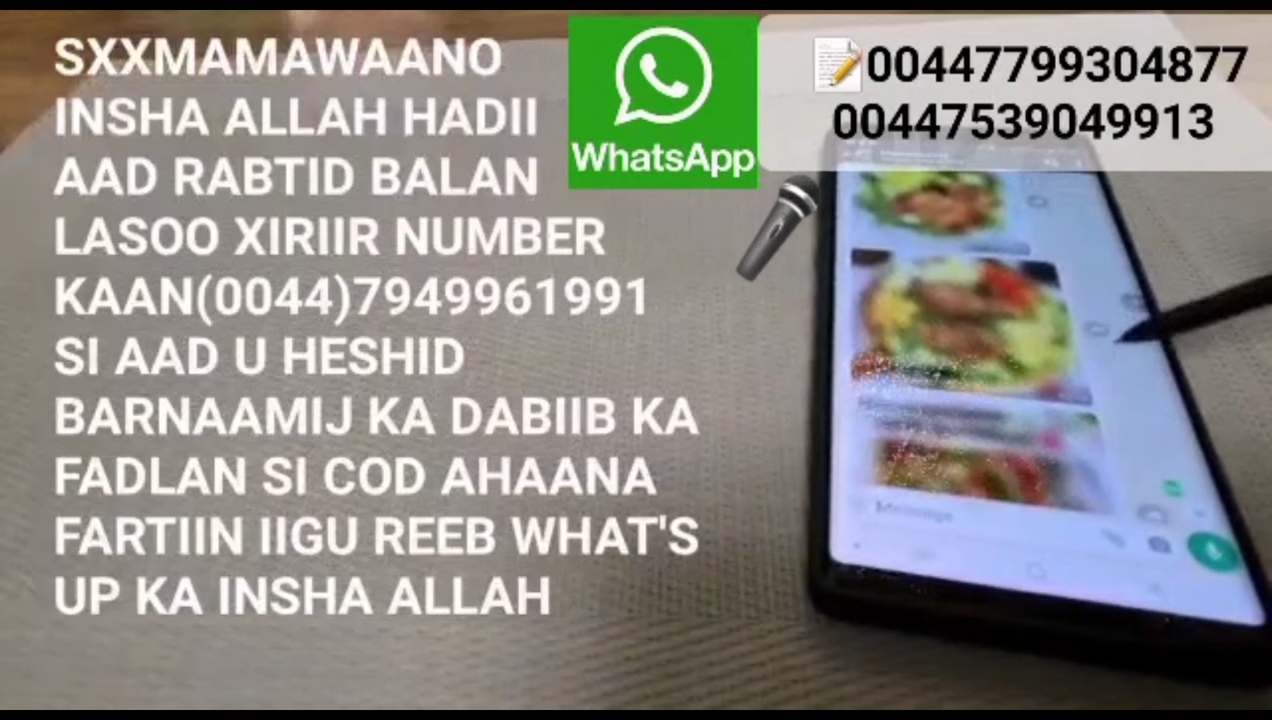 SXXMAMAWAANO
INSHA ALLAH HADII
AAD RABTID BALAN
LASOO XIRIIR NUMBER
KAAN(0044)7949961991
SI AAD U HESHID
BARNAAMIJ KA DABIIB KA
FADLAN SI COD AHAANA
FARTIIN IIGU REEB WHAT'S
UP KA INSHA ALLAH
WhatsApp
00447799304877
00447539049913
Message